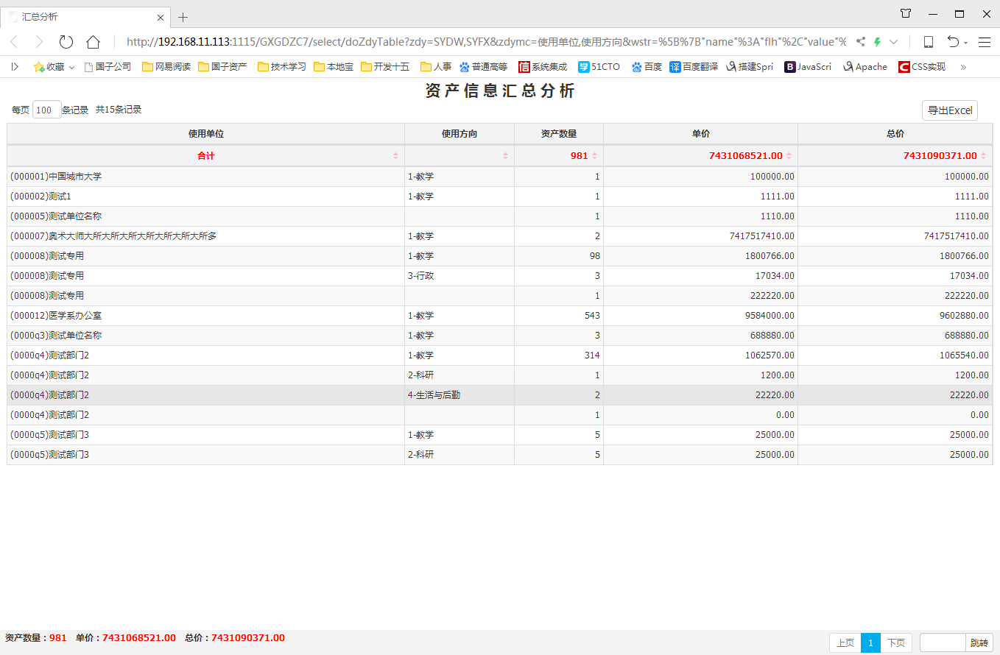 汇总分析
http://192.168.11.113:1115/GXGDZC7/select/doZdyTable?zdy=SYDW,SYFX&zdymc=使用单位,使用方向&wstr=%5B%7B"name"%3A"flh"%2C"value"%
收藏 国子公司 网易阅读 国子资产 技术学习 本地宝 开发十五 人事 普通高等 信 系统集成 学 51CTO 百度 译 百度翻译 搭建Spri B JavaScri Apache C CSS实现 »
资产信息汇总分析
每页 100 条记录 共15条记录 导出Excel
使用单位 使用方向 资产数量 单价 总价
合计 981 7431068521.00 7431090371.00
(000001)中国城市大学 1-教学 1 100000.00 100000.00
(000002)测试1 1-教学 1 1111.00 1111.00
(000005)测试单位名称 1 1110.00 1110.00
(000007)奥术大师大所大所大所大所大所大所大所多 1-教学 2 7417517410.00 7417517410.00
(000008)测试专用 1-教学 98 1800766.00 1800766.00
(000008)测试专用 3-行政 3 17034.00 17034.00
(000008)测试专用 1 222220.00 222220.00
(000012)医学系办公室 1-教学 543 9584000.00 9602880.00
(0000q3)测试单位名称 1-教学 3 688880.00 688880.00
(0000q4)测试部门2 1-教学 314 1062570.00 1065540.00
(0000q4)测试部门2 2-科研 1 1200.00 1200.00
(0000q4)测试部门2 4-生活与后勤 2 22220.00 22220.00
(0000q4)测试部门2 1 0.00 0.00
(0000q5)测试部门3 1-教学 5 25000.00 25000.00
(0000q5)测试部门3 2-科研 5 25000.00 25000.00
资产数量：981 单价：7431068521.00 总价：7431090371.00 上页 1 下页 跳转